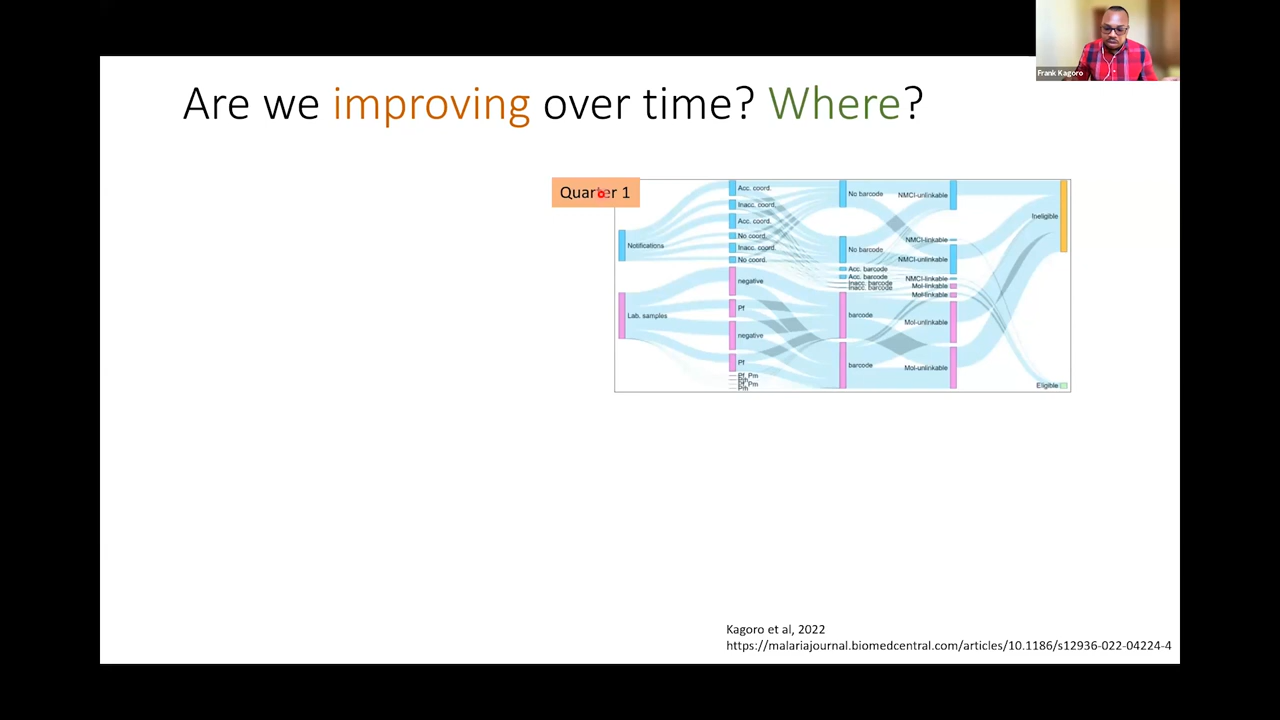 Frank Kagoro
Are we improving over time? Where?
Quarter 1
Notifications
Lab. samples
Acc. coord.
Inacc. coord.
Acc. coord.
No coord.
Inacc. coord.
No coord.
negative
Pf
negative
Pf
Pf, Pm
Pf, Pm
Pm
No barcode
No barcode
Acc. barcode
Acc. barcode
Inacc. barcode
Inacc. barcode
barcode
barcode
NMCI-unlinkable
NMCI-linkable
NMCI-unlinkable
NMCI-linkable
Mol-linkable
Mol-linkable
Mol-unlinkable
Mol-unlinkable
Ineligible
Eligible
Kagoro et al, 2022
https://malariajournal.biomedcentral.com/articles/10.1186/s12936-022-04224-4